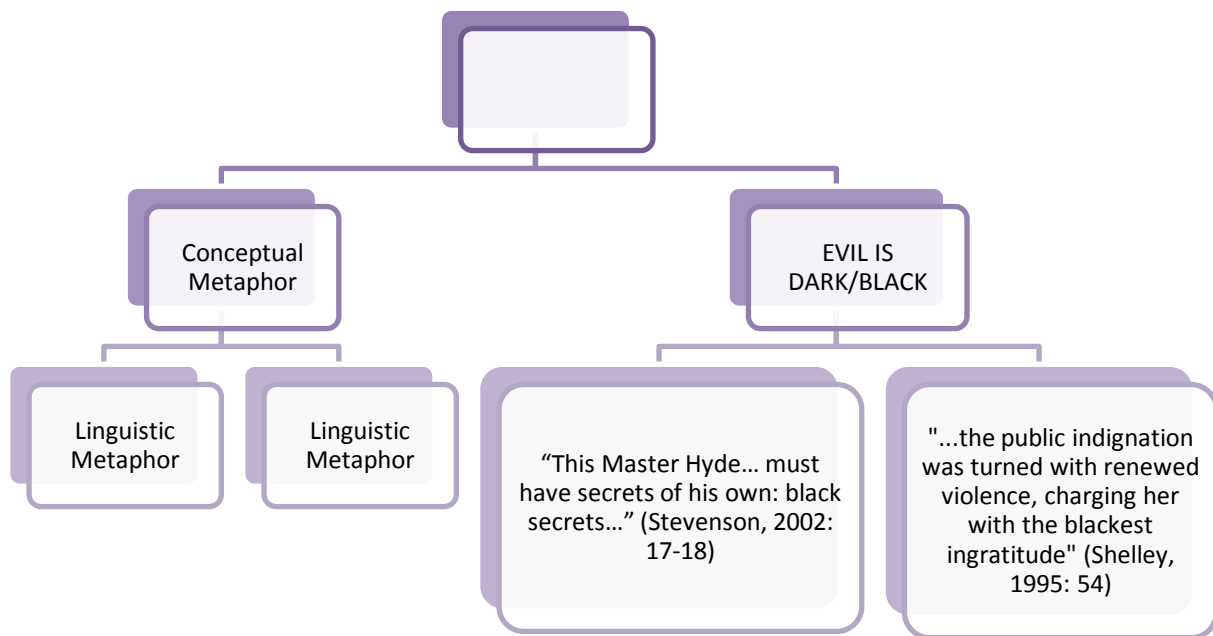 Conceptual
Metaphor
EVIL IS
DARK/BLACK
Linguistic
Metaphor
Linguistic
Metaphor
“This Master Hyde… must
have secrets of his own: black
secrets…” (Stevenson, 2002:
17-18)
"...the public indignation
was turned with renewed
violence, charging her
with the blackest
ingratitude" (Shelley,
1995: 54)